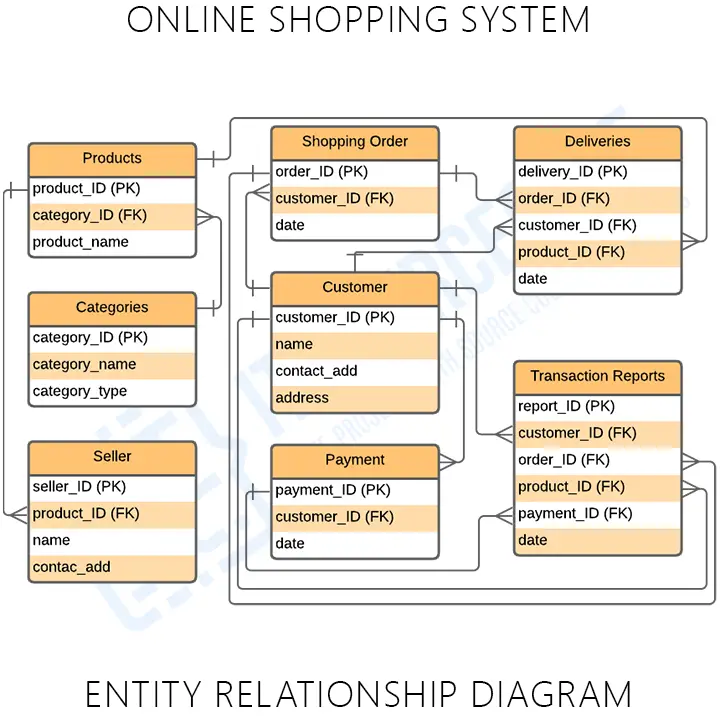 ONLINE SHOPPING SYSTEM
Products
product_ID (PK)
category_ID (FK)
product_name
Categories
category_ID (PK)
category_name
category_type
Seller
seller_ID (PK)
product_ID (FK)
name
contac_add
Shopping Order
order_ID (PK)
customer_ID (FK)
date
Customer
customer_ID (PK)
name
contact_add
address
Payment
payment_ID (PK)
customer_ID (FK)
date
Deliveries
delivery_ID (PK)
order_ID (FK)
customer_ID (FK)
product_ID (FK)
date
Transaction Reports
report_ID (PK)
customer_ID (FK)
order_ID (FK)
product_ID (FK)
payment_ID (FK)
date
ENTITY RELATIONSHIP DIAGRAM